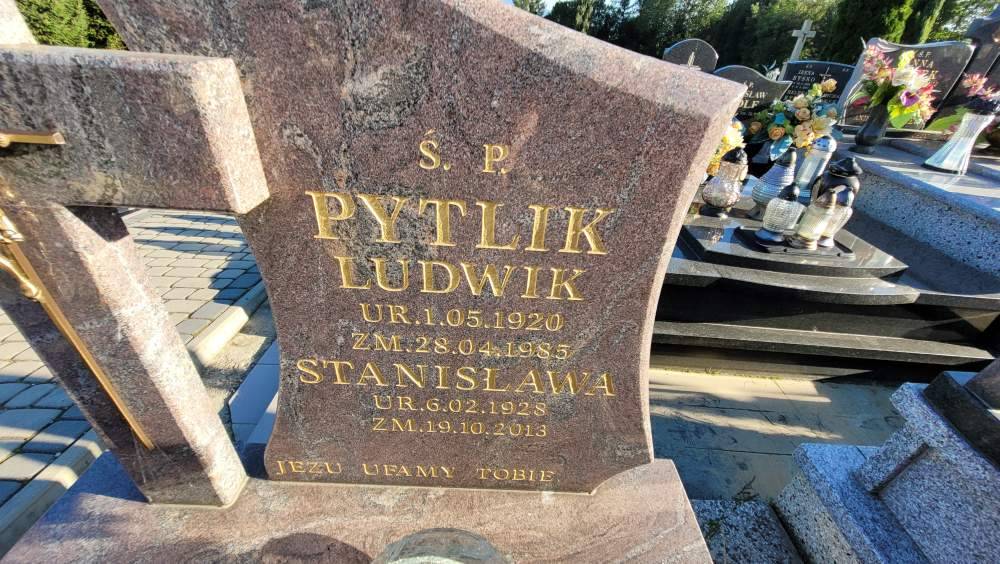 Ś. P.
PYTLIK
LUDWIK
UR.1.05.1920
ZM.28.04.1985
STANISŁAWA
UR.6.02.1928
ZM.19.10.2013
JEZU UFAMY TOBIE